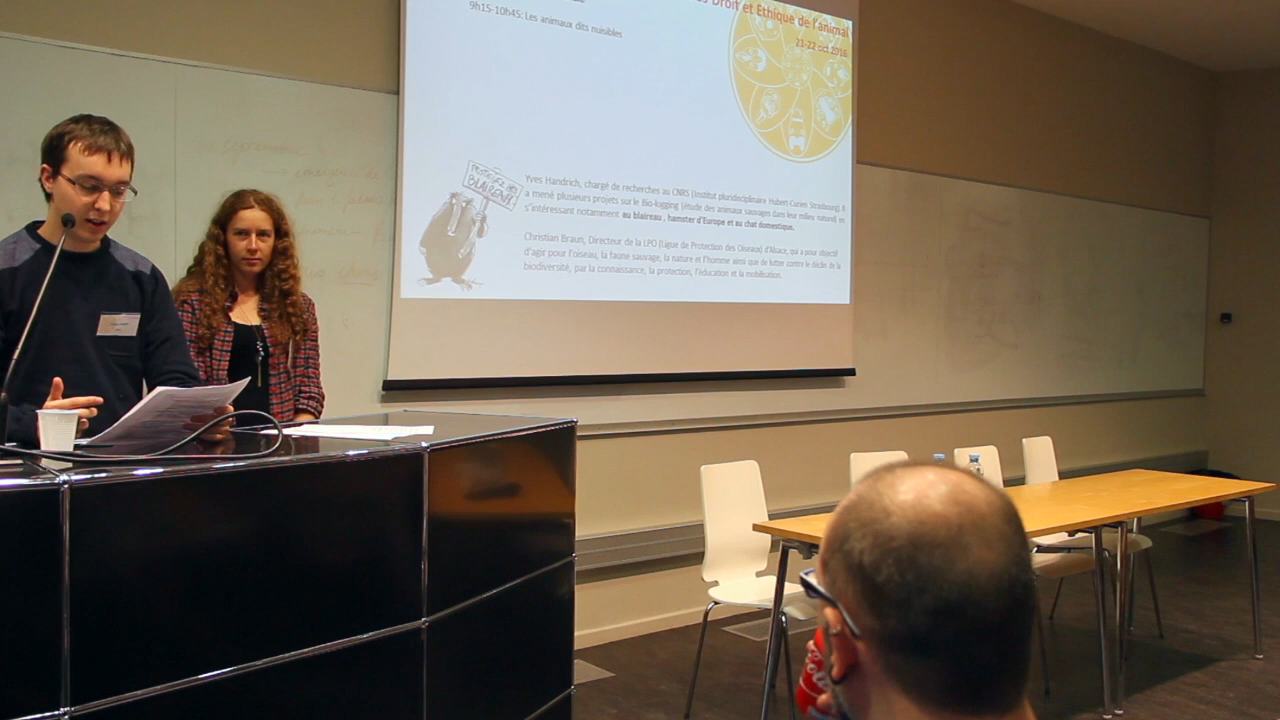 es Droit et Ethique de l'animal
21-22 oct 2016
9h15-10h45: Les animaux dits nuisibles
PROTEGEZ LES
BLAIREAUX
Yves Handrich, chargé de recherches au CNRS (Institut pluridisciplinaire Hubert-Curien Strasbourg). Il
a mené plusieurs projets sur le Bio-logging (étude des animaux sauvages dans leur milieu naturel) en
s'intéressant notamment au blaireau , hamster d'Europe et au chat domestique.
Christian Braun, Directeur de la LPO (Ligue de Protection des Oiseaux) d'Alsace, qui a pour objectif
d'agir pour l'oiseau, la faune sauvage, la nature et l'homme ainsi que de lutter contre le déclin de la
biodiversité, par la connaissance, la protection, l'éducation et la mobilisation.